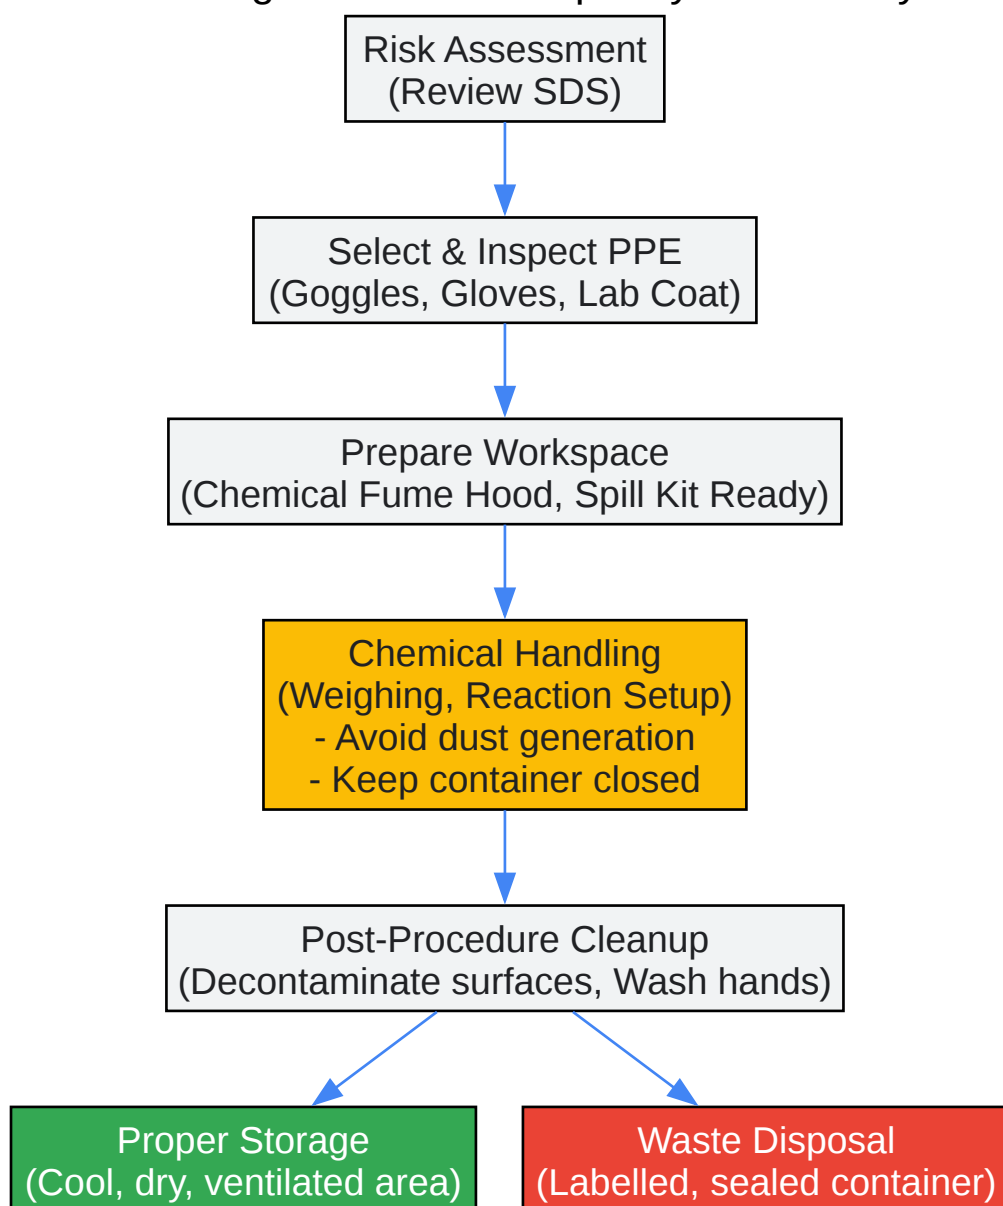 Risk Assessment
(Review SDS)
Select & Inspect PPE
(Goggles, Gloves, Lab Coat)
Prepare Workspace
(Chemical Fume Hood, Spill Kit Ready)
Chemical Handling
(Weighing, Reaction Setup)
- Avoid dust generation
- Keep container closed
Post-Procedure Cleanup
(Decontaminate surfaces, Wash hands)
Proper Storage
(Cool, dry, ventilated area)
Waste Disposal
(Labelled, sealed container)